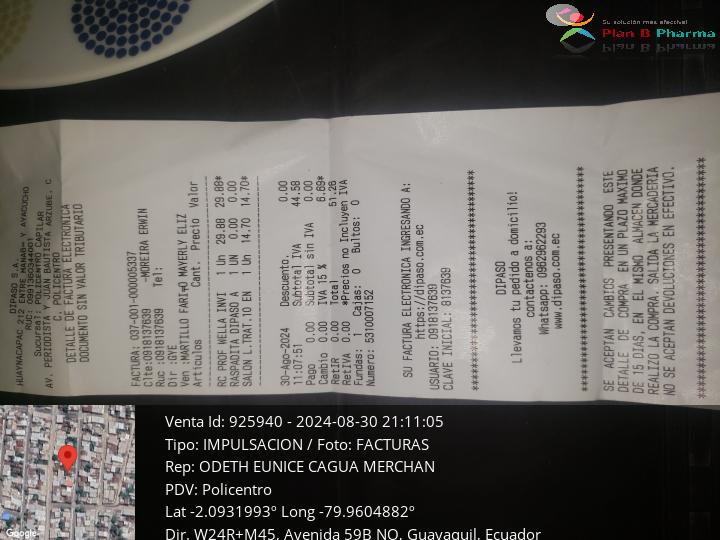 Su solución más efectiva!
Plan B Pharma
DIPASO S.A.
HUAYNACAPAC 212 ENTRE MANABI Y AYACUCHO
Sucursal: POLICENTRO CAPILAR
AV. PERIODISTA Y JUAN BAUTISTA ARZUBE. C
C. POLICENTRO
DETALLE DE FACTURA ELECTRONICA
DOCUMENTO SIN VALOR TRIBUTARIO
FACTURA: 037-001-000005337
Clte:0918137639 -MOREIRA ERWIN
Ruc :0918137639 Tel:
Dir :GYE
Ven :MARTILLO FARI¤O MAYERLY ELIZ
Articulos Cant. Precio Valor
RC PROF WELLA INVI 1 Un 29.88 29.88*
RASPADITA DIPASO A 1 UN 0.00 0.00
SALON L.TRAT.10 EN 1 Un 14.70 14.70*
30-Ago-2024 Descuento. 0.00
11:07:51 Subtotal IVA 44.58
Pago 0.00 Subtotal sin IVA 0.00
Cambio 0.00 IVA 15 % 6.69*
RetIR 0.00 Total 51.26
RetIVA 0.00 *Precios no Incluyen IVA
Fundas: 1 Calas: 0 Bultos: 0
Numero: 5310007152
SU FACTURA ELECTRONICA INGRESANDO A:
https://dipaso.com.ec
USUARIO: 0918137639
CLAVE INICIAL: 8137639
DIPASO
Llevamos tu pedido a domicilio!
contactanos a:
Whatsapp: 0962962293
www.dipaso.com.ec
SE ACEPTAN CAMBIOS PRESENTANDO ESTE
DETALLE DE COMPRA EN UN PLAZO MAXIMO
DE 15 DIAS, EN EL MISMO ALMACEN DONDE
REALIZO LA COMPRA. SALIDA LA MERCADERIA
NO SE ACEPTAN DEVOLUCIONES EN EFECTIVO.
Google
Venta Id: 925940 - 2024-08-30 21:11:05
Tipo: IMPULSACION / Foto: FACTURAS
Rep: ODETH EUNICE CAGUA MERCHAN
PDV: Policentro
Lat -2.0931993º Long -79.9604882º
Dir. W24R+M45, Avenida 59B NO, Guayaquil, Ecuador